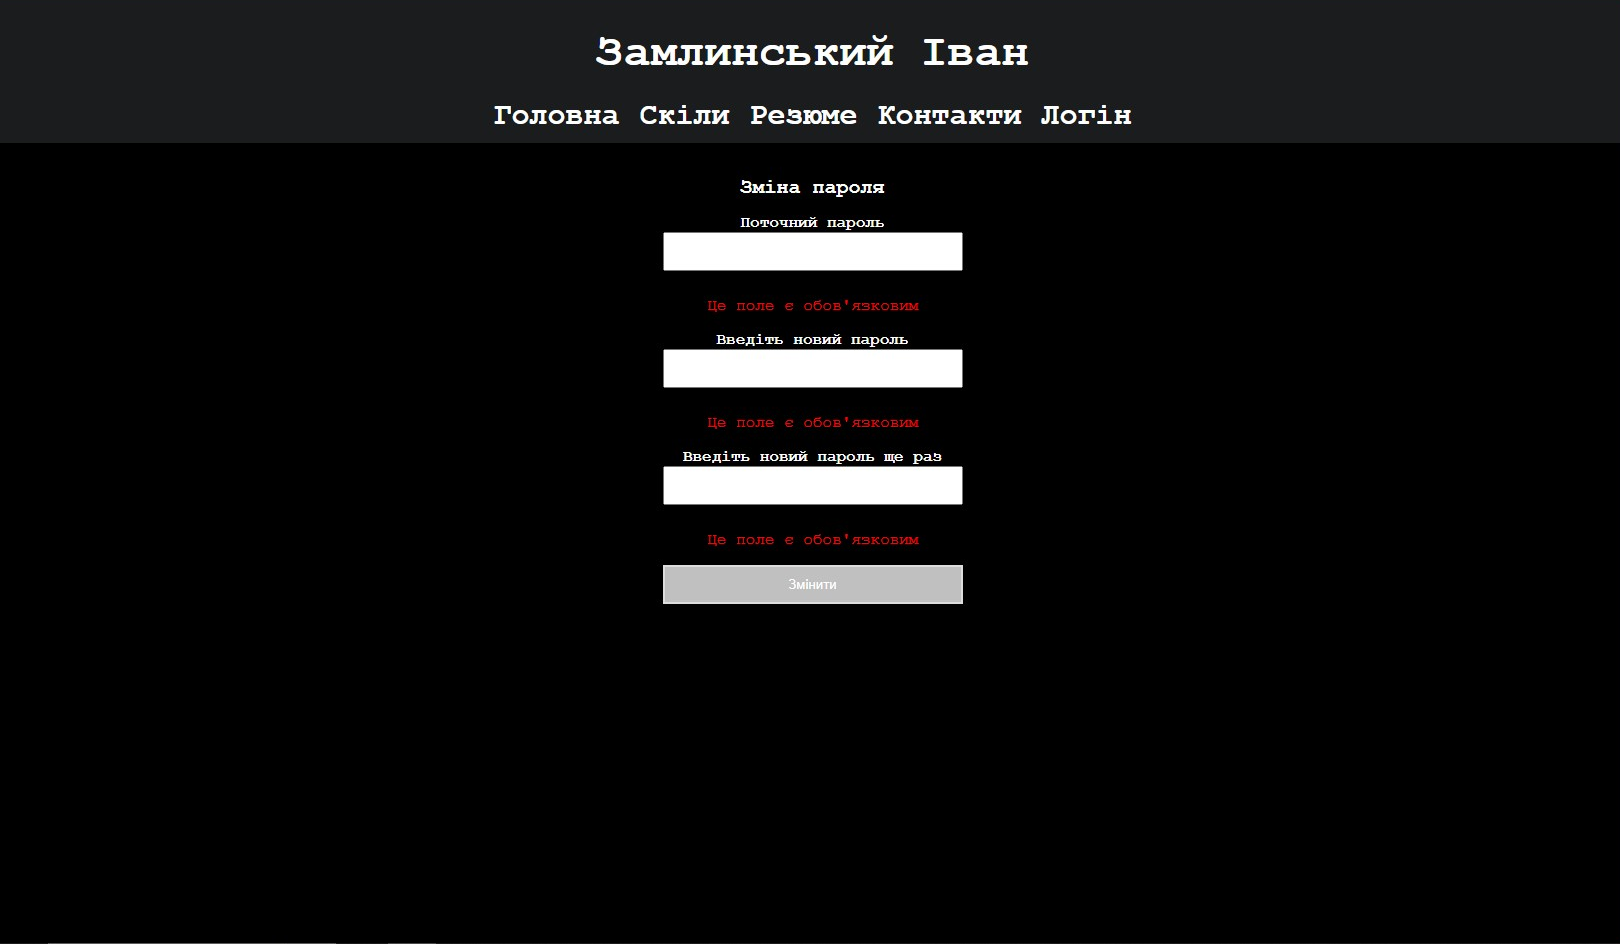 Замлинський Іван
Головна Скіли Резюме Контакти Логін
Зміна пароля
Поточний пароль
Це поле є обов'язковим
Введіть новий пароль
Це поле є обов'язковим
Введіть новий пароль ще раз
Це поле є обов'язковим
Змінити